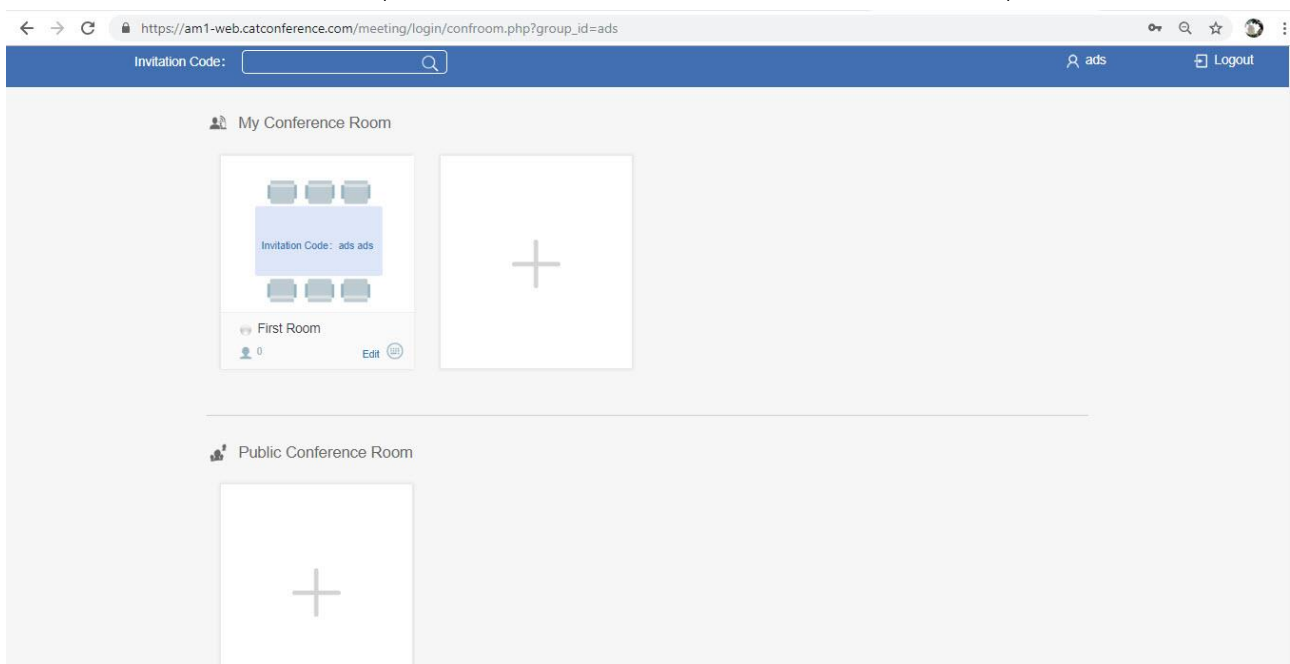 https://am1-web.catconference.com/meeting/login/confroom.php?group_id=ads
Invitation Code: ads Logout
My Conference Room
Invitation Code: ads ads
First Room
0 Edit
Public Conference Room